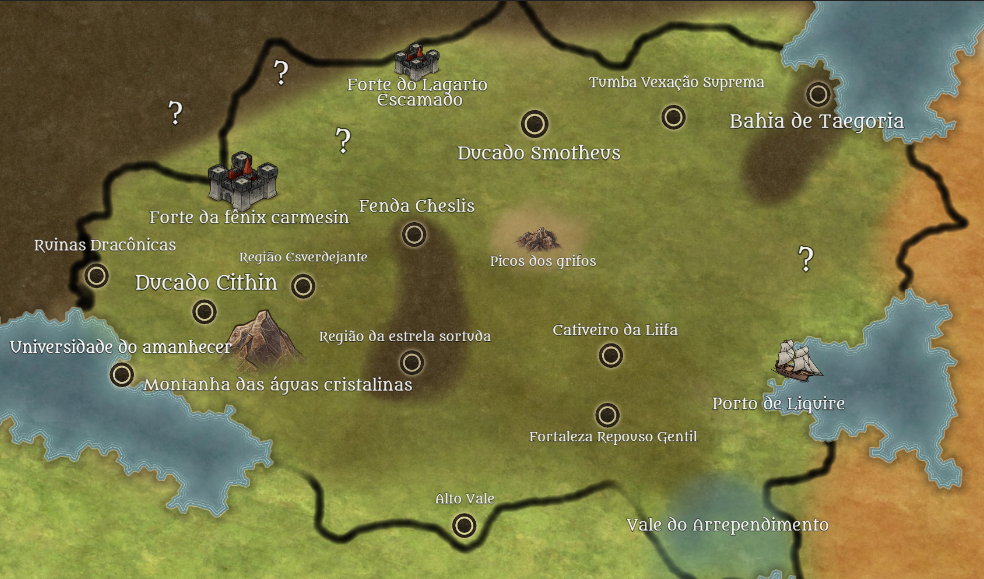 ?
Forte do Lagarto
Escamado
Tumba Vexação Suprema
?
Bahia de Taegoria
?
Ducado Smotheus
Forte da fênix carmesin
Fenda Cheslis
Ruinas Dracônicas
Região Esverdejante
Picos dos grifos
?
Ducado Cithin
Universidade do amanhecer
Região da estrela sortuda
Cativeiro da Liifa
Montanha das águas cristalinas
Porto de Liquire
Fortaleza Repouso Gentil
Alto Vale
Vale do Arrependimento